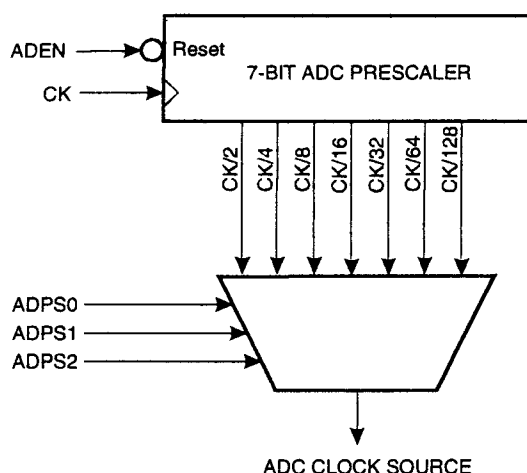 ADEN
Reset
7-BIT ADC PRESCALER
CK
CK/2
CK/4
CK/8
CK/16
CK/32
CK/64
CK/128
ADPS0
ADPS1
ADPS2
ADC CLOCK SOURCE